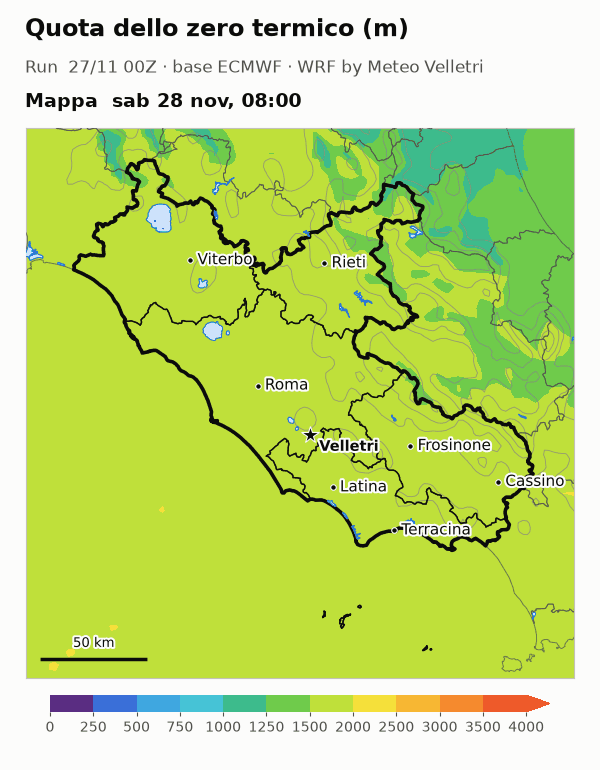 Quota dello zero termico (m)
Run 27/11 00Z · base ECMWF · WRF by Meteo Velletri
Mappa sab 28 nov, 08:00
Viterbo
Rieti
Roma
Velletri
Frosinone
Cassino
Latina
Terracina
50 km
0 250 500 750 1000 1250 1500 2000 2500 3000 3500 4000